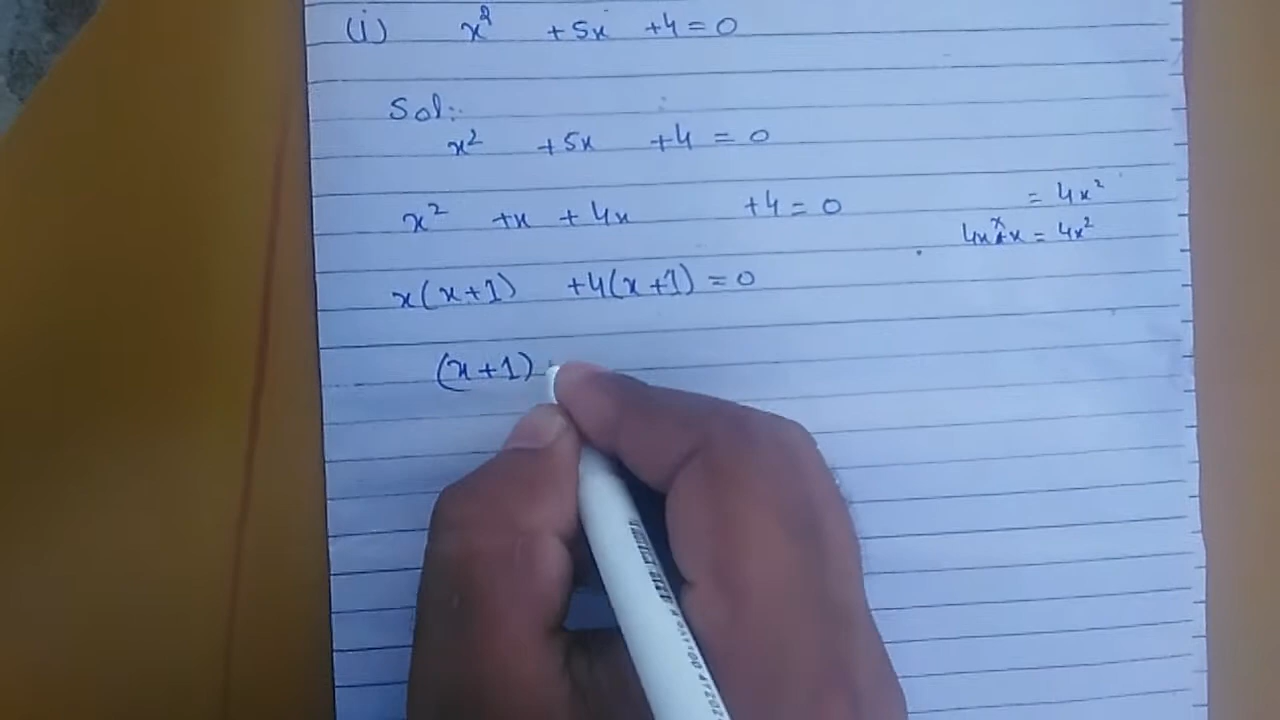 (i) x² +5x +4=0
Sol:-
x² +5x +4 = 0
x² +x + 4x +4 = 0
= 4x²
4x × x = 4x²
x(x+1) +4(x+1) = 0
(x+1)